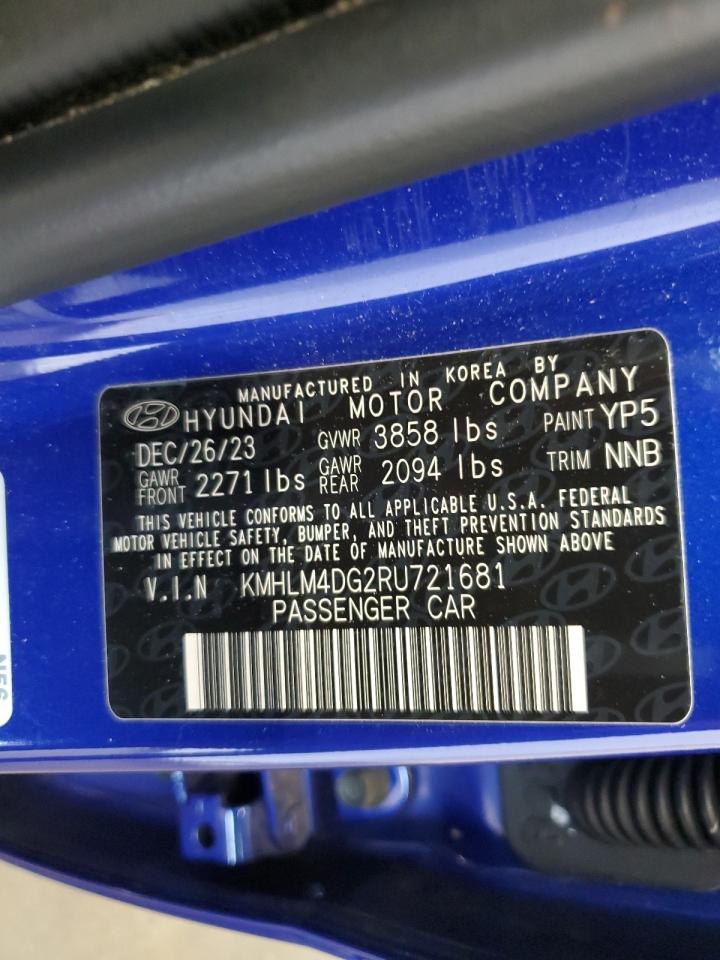 MANUFACTURED IN KOREA BY
HYUNDAI MOTOR COMPANY
DEC/26/23 GVWR 3858 lbs PAINT YP5
GAWR FRONT 2271 lbs GAWR REAR 2094 lbs TRIM NNB
THIS VEHICLE CONFORMS TO ALL APPLICABLE U.S.A. FEDERAL
MOTOR VEHICLE SAFETY, BUMPER, AND THEFT PREVENTION STANDARDS
IN EFFECT ON THE DATE OF MANUFACTURE SHOWN ABOVE
V.I.N KMHLM4DG2RU721681
PASSENGER CAR